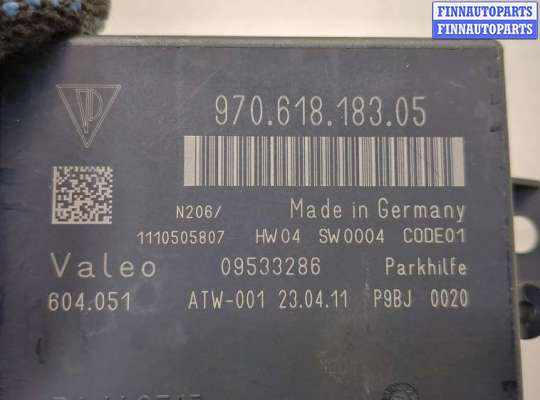 FINNAUTOPARTS
FINNAUTOPARTS
970.618.183.05
N206/ Made in Germany
1110505807 HW04 SW0004 CODE01
Valeo 09533286 Parkhilfe
604.051 ATW-001 23.04.11 P9BJ 0020